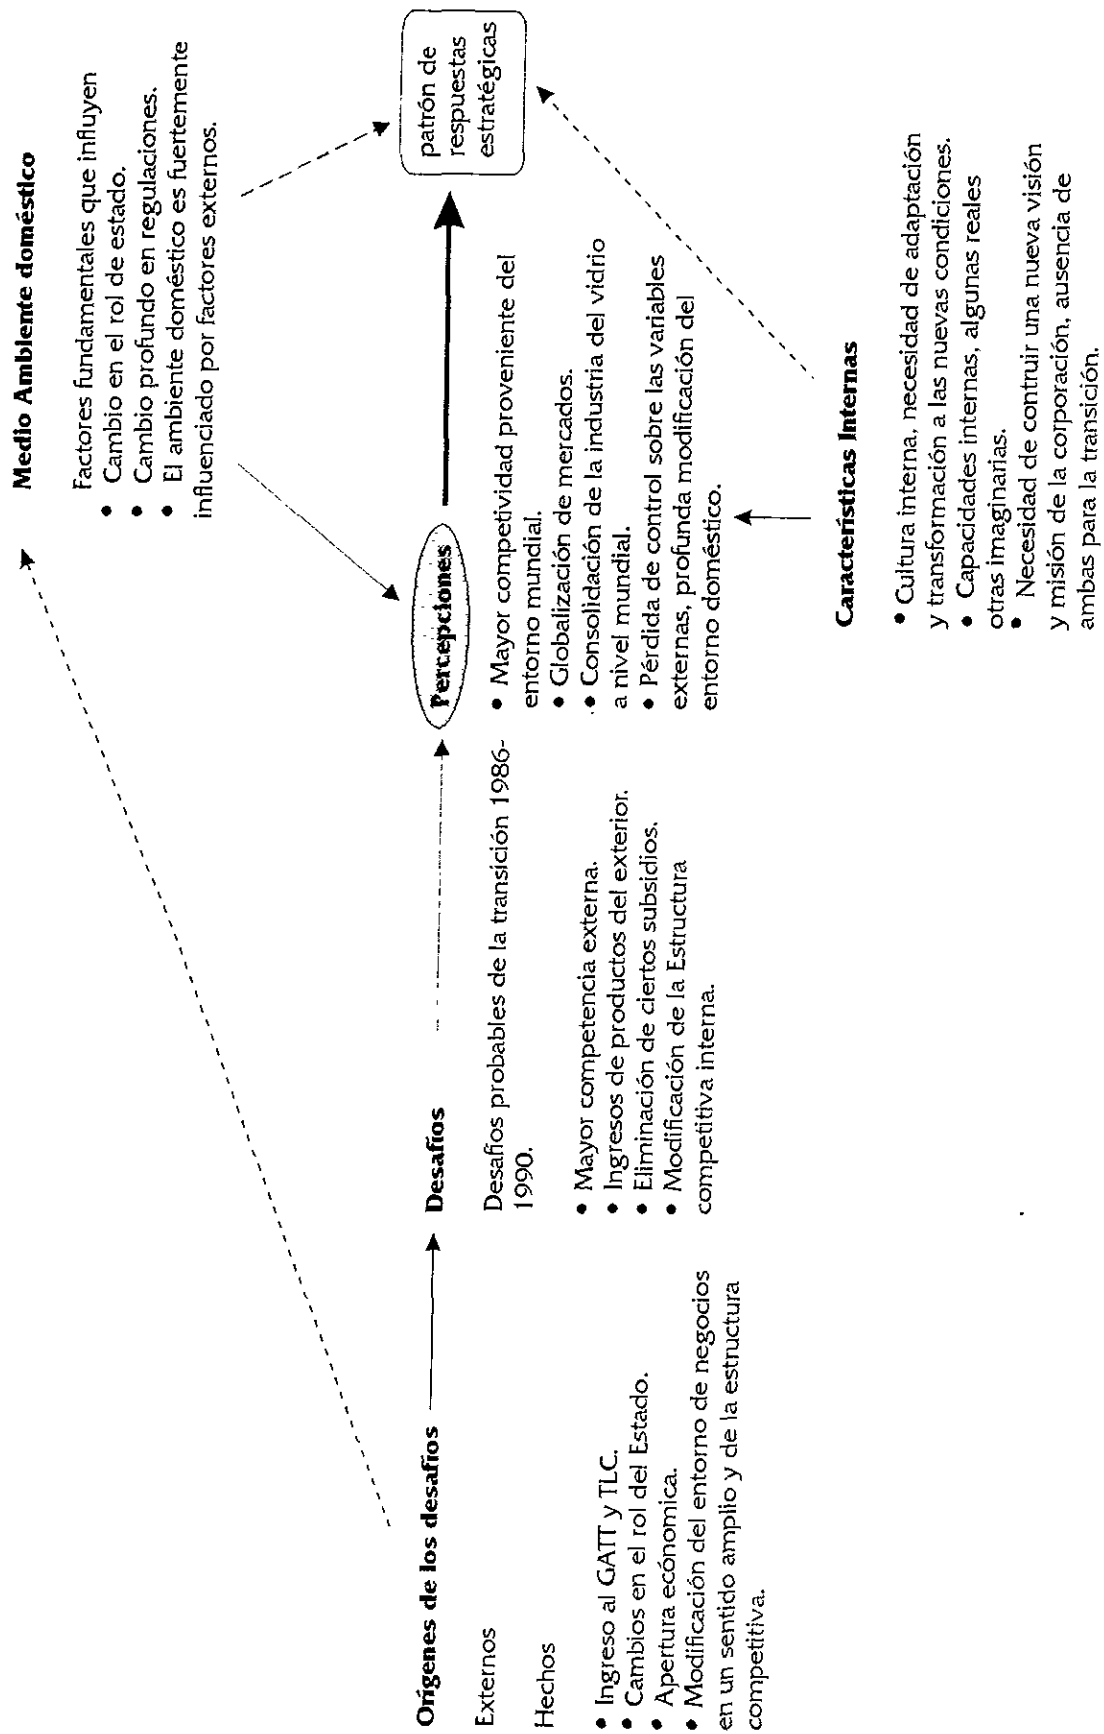 Medio Ambiente doméstico
Factores fundamentales que influyen
• Cambio en el rol de estado.
• Cambio profundo en regulaciones.
• El ambiente doméstico es fuertemente
influenciado por factores externos.
Orígenes de los desafíos
Externos
Hechos
• Ingreso al GATT y TLC.
• Cambios en el rol del Estado.
• Apertura ecónomica.
• Modificación del entorno de negocios
en un sentido amplio y de la estructura
competitiva.
Desafíos
Desafíos probables de la transición 1986-
1990.
• Mayor competencia externa.
• Ingresos de productos del exterior.
• Eliminación de ciertos subsidios.
• Modificación de la Estructura
competitiva interna.
Percepciones
• Mayor competividad proveniente del
entorno mundial.
• Globalización de mercados.
• Consolidación de la industria del vidrio
a nivel mundial.
• Pérdida de control sobre las variables
externas, profunda modificación del
entorno doméstico.
patrón de
respuestas
estratégicas
Características Internas
• Cultura interna, necesidad de adaptación
y transformación a las nuevas condiciones.
• Capacidades internas, algunas reales
otras imaginarias.
• Necesidad de contruir una nueva visión
y misión de la corporación, ausencia de
ambas para la transición.